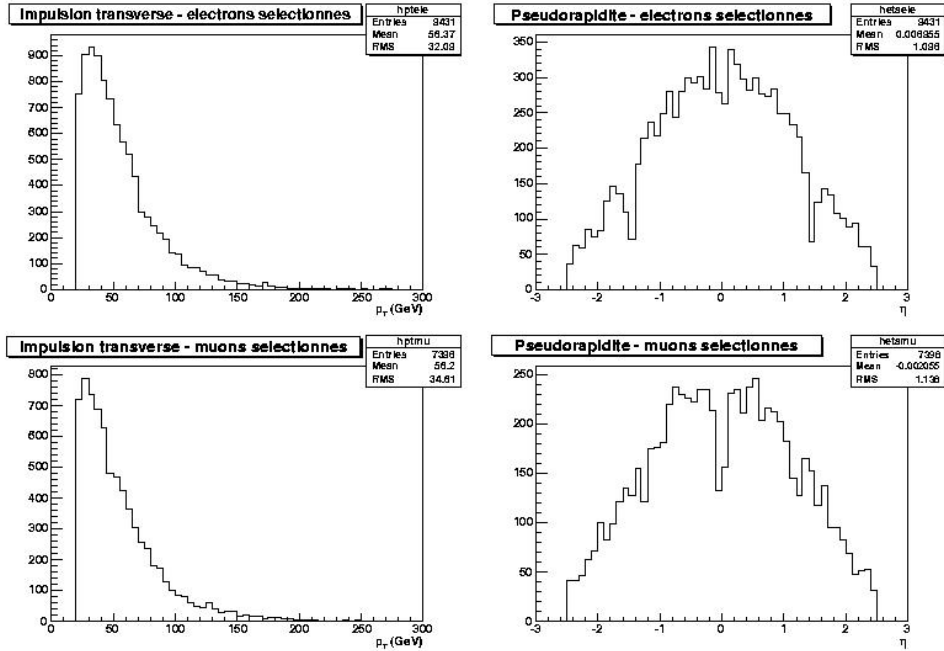 Impulsion transverse - electrons selectionnes
hptele
Entries 9431
Mean 56.37
RMS 32.09
900
800
700
600
500
400
300
200
100
0
0 50 100 150 200 250 300
p_T (GeV)
Pseudorapidite - electrons selectionnes
hetaele
Entries 9431
Mean 0.006955
RMS 1.096
350
300
250
200
150
100
50
0
-3 -2 -1 0 1 2 3
η
Impulsion transverse - muons selectionnes
hptmu
Entries 7396
Mean 56.2
RMS 34.61
800
700
600
500
400
300
200
100
0
0 50 100 150 200 250 300
p_T (GeV)
Pseudorapidite - muons selectionnes
hetamu
Entries 7396
Mean -0.002055
RMS 1.136
250
200
150
100
50
0
-3 -2 -1 0 1 2 3
η